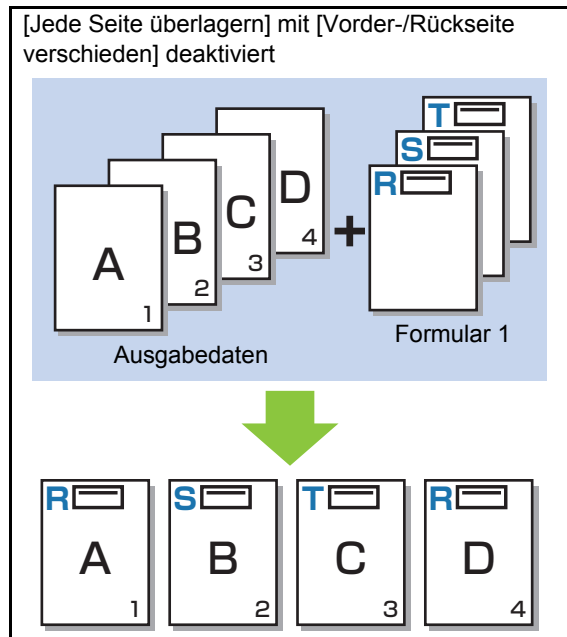 [Jede Seite überlagern] mit [Vorder-/Rückseite
verschieden] deaktiviert
A
1
B
2
C
3
D
4
+
R
S
T
Ausgabedaten
Formular 1
R
A
1
S
B
2
T
C
3
R
D
4